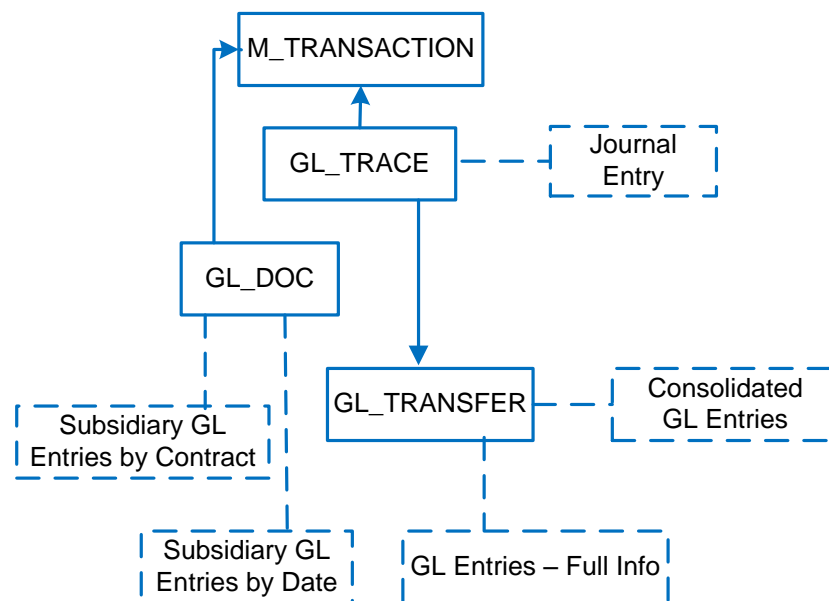 M_TRANSACTION
GL_TRACE
Journal
Entry
GL_DOC
GL_TRANSFER
Consolidated
GL Entries
Subsidiary GL
Entries by Contract
Subsidiary GL
Entries by Date
GL Entries – Full Info